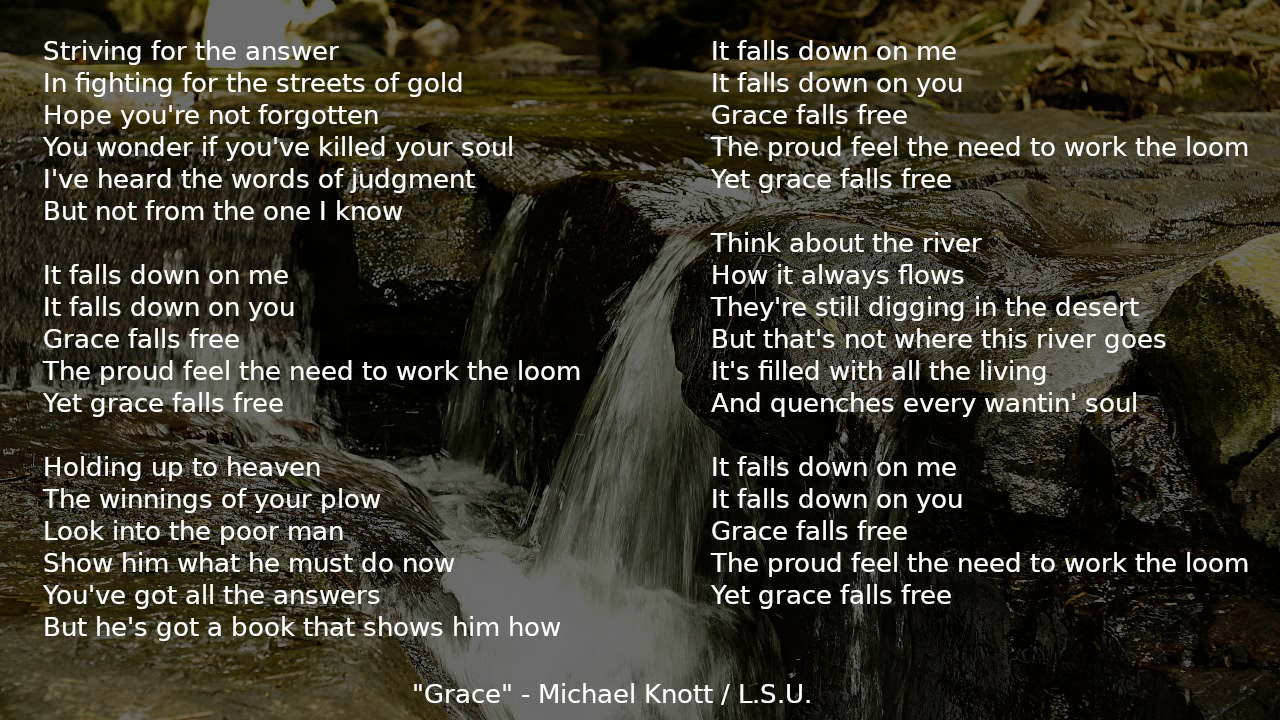 Striving for the answer
In fighting for the streets of gold
Hope you're not forgotten
You wonder if you've killed your soul
I've heard the words of judgment
But not from the one I know
It falls down on me
It falls down on you
Grace falls free
The proud feel the need to work the loom
Yet grace falls free
Holding up to heaven
The winnings of your plow
Look into the poor man
Show him what he must do now
You've got all the answers
But he's got a book that shows him how
It falls down on me
It falls down on you
Grace falls free
The proud feel the need to work the loom
Yet grace falls free
Think about the river
How it always flows
They're still digging in the desert
But that's not where this river goes
It's filled with all the living
And quenches every wantin' soul
It falls down on me
It falls down on you
Grace falls free
The proud feel the need to work the loom
Yet grace falls free
"Grace" - Michael Knott / L.S.U.